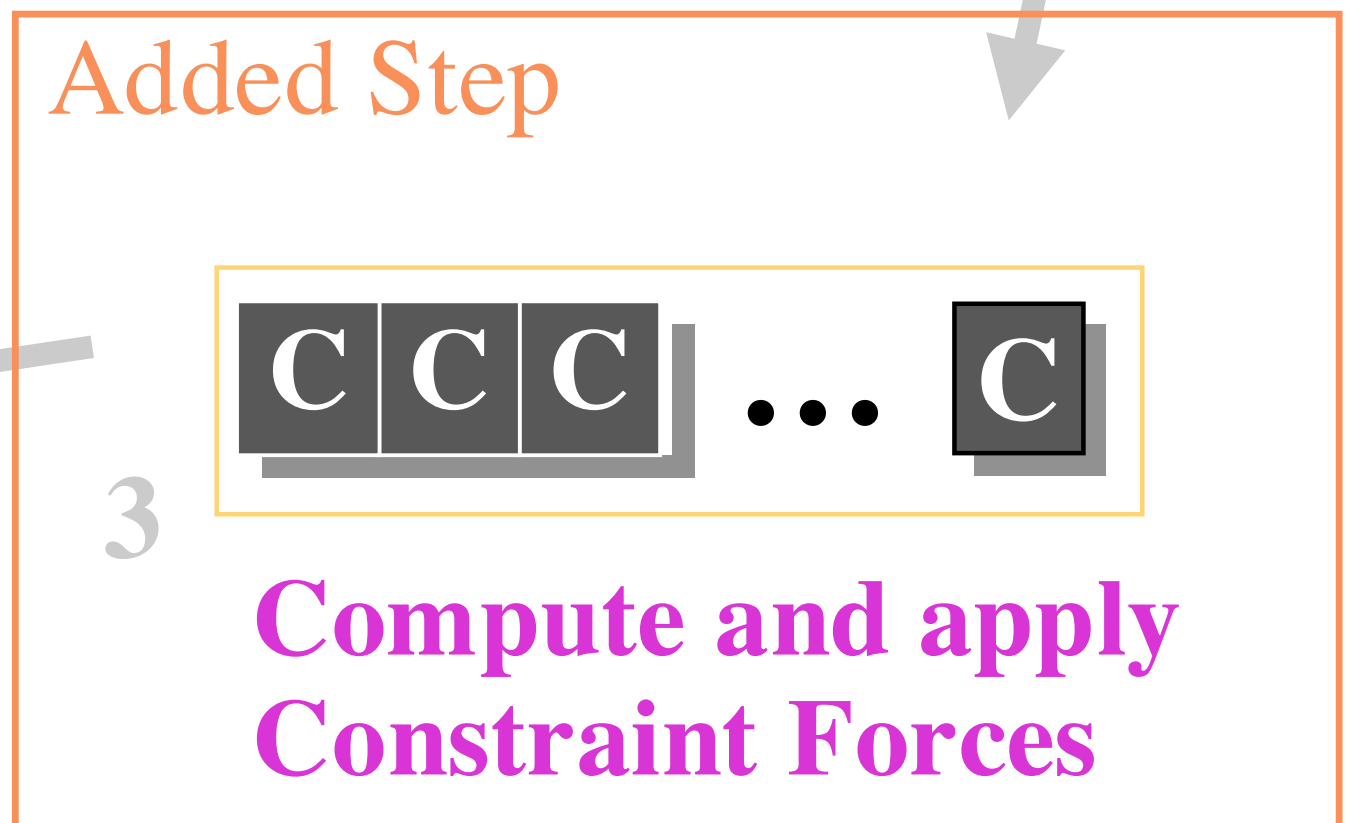 Added Step
C C C ••• C
3
Compute and apply
Constraint Forces